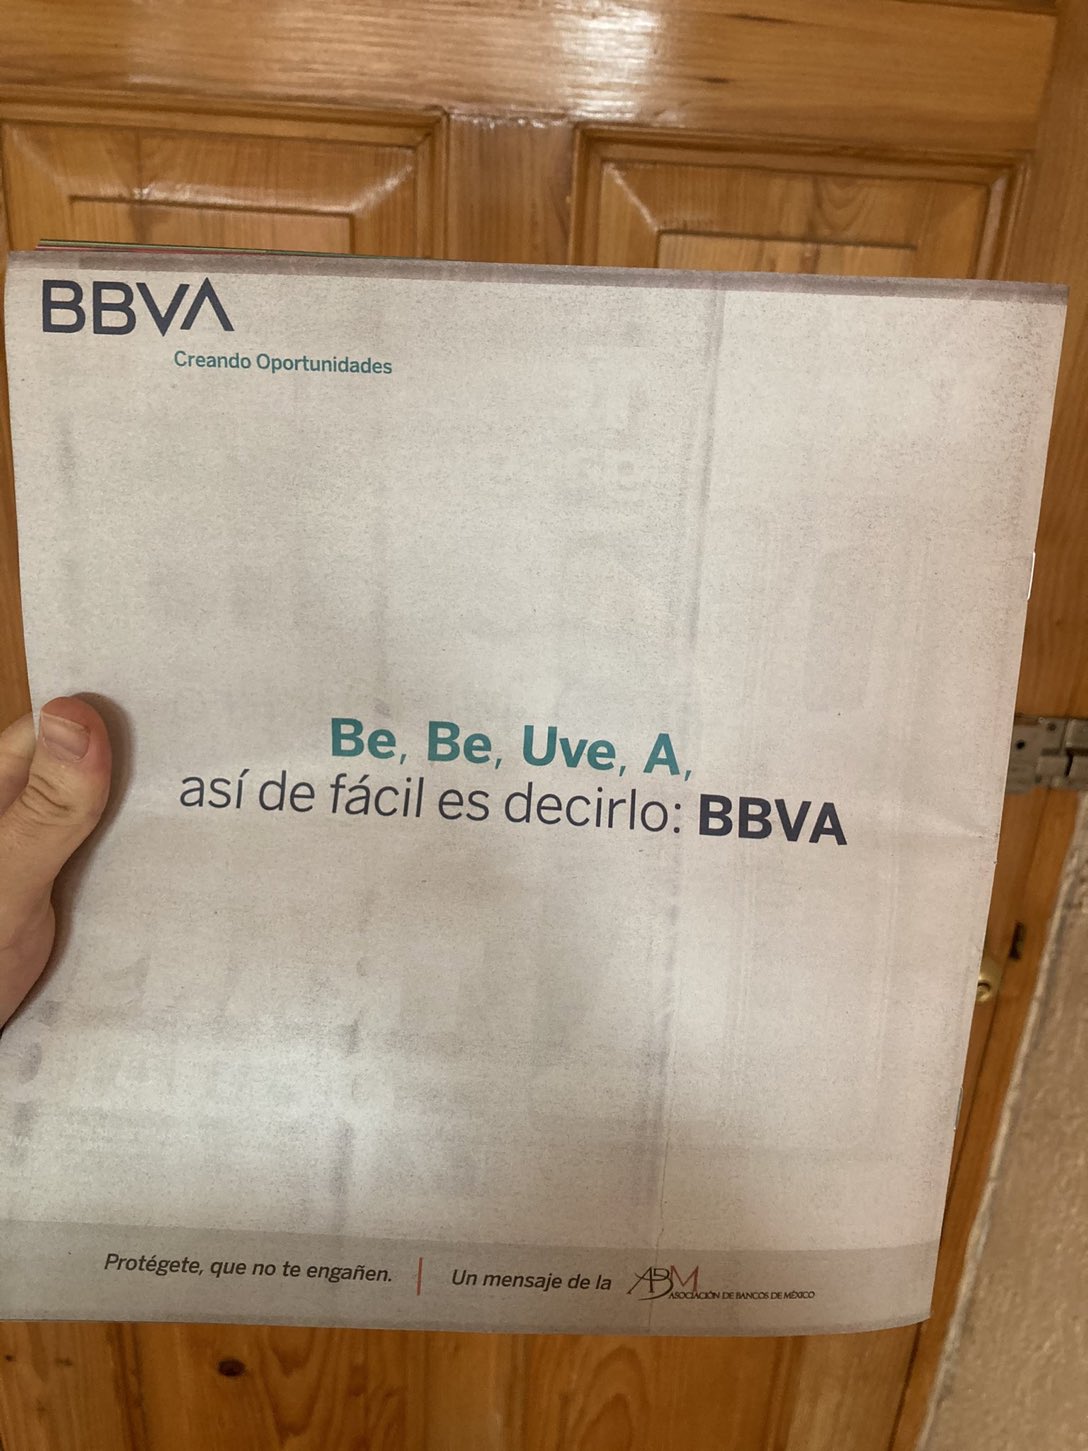 BBVA
Creando Oportunidades
Be, Be, Uve, A,
así de fácil es decirlo: BBVA
Protégete, que no te engañen. | Un mensaje de la ABM ASOCIACIÓN DE BANCOS DE MÉXICO